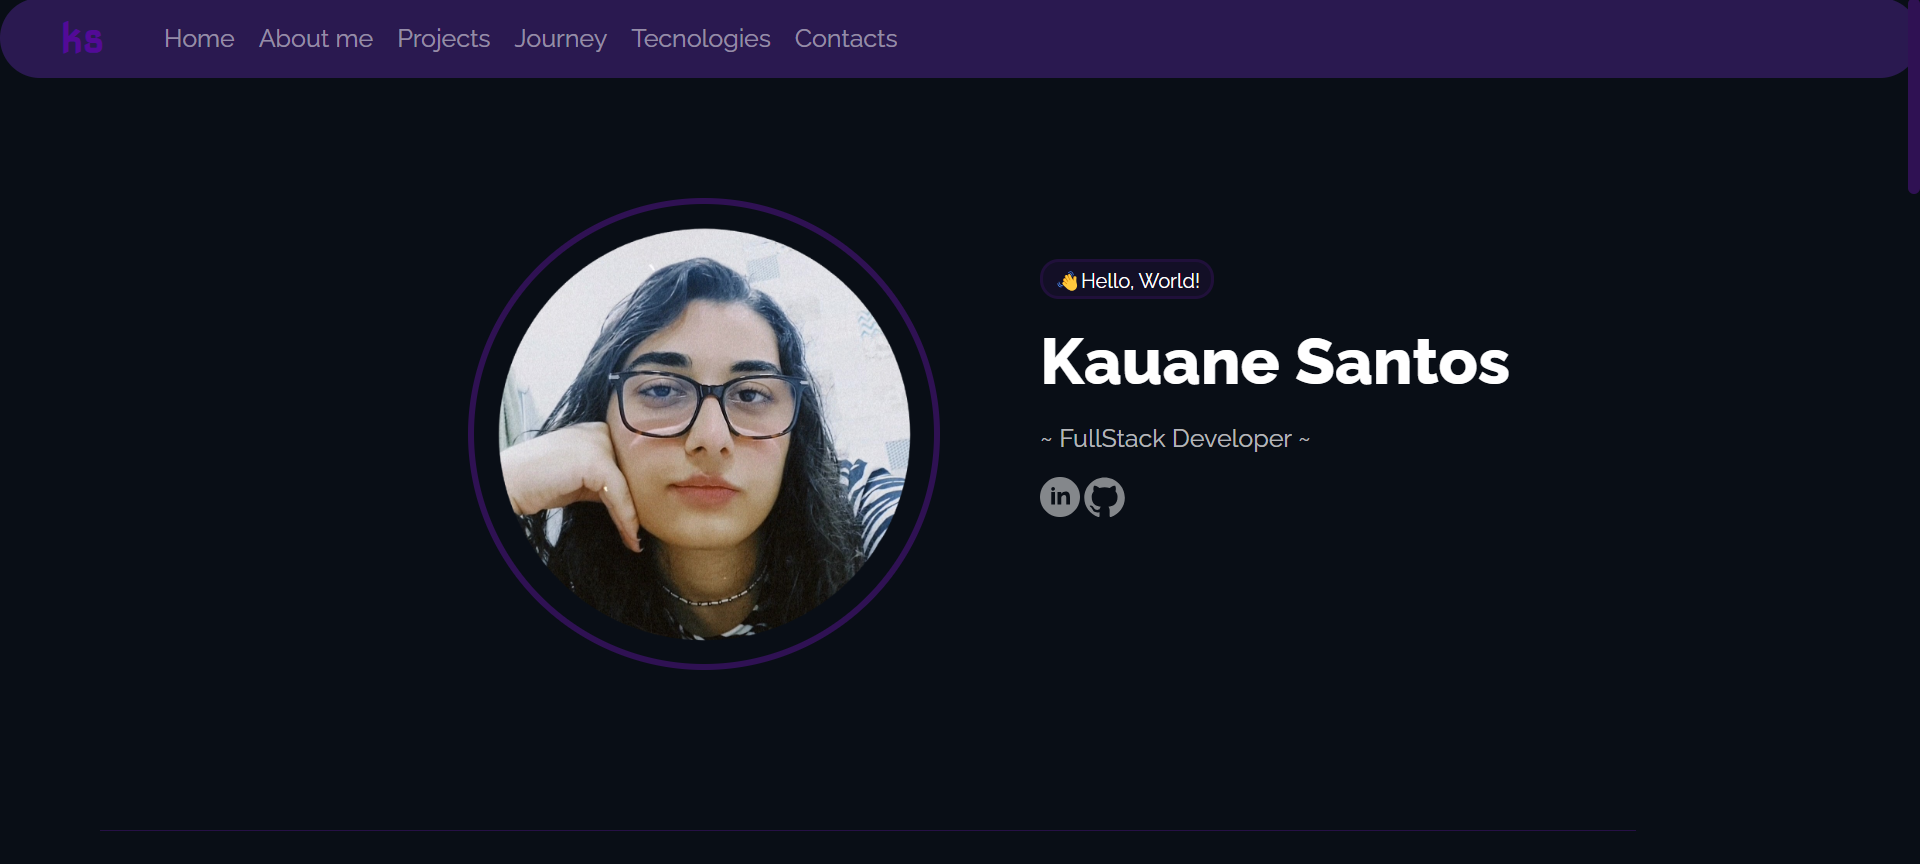 ks Home About me Projects Journey Tecnologies Contacts
👋Hello, World!
Kauane Santos
~ FullStack Developer ~
in